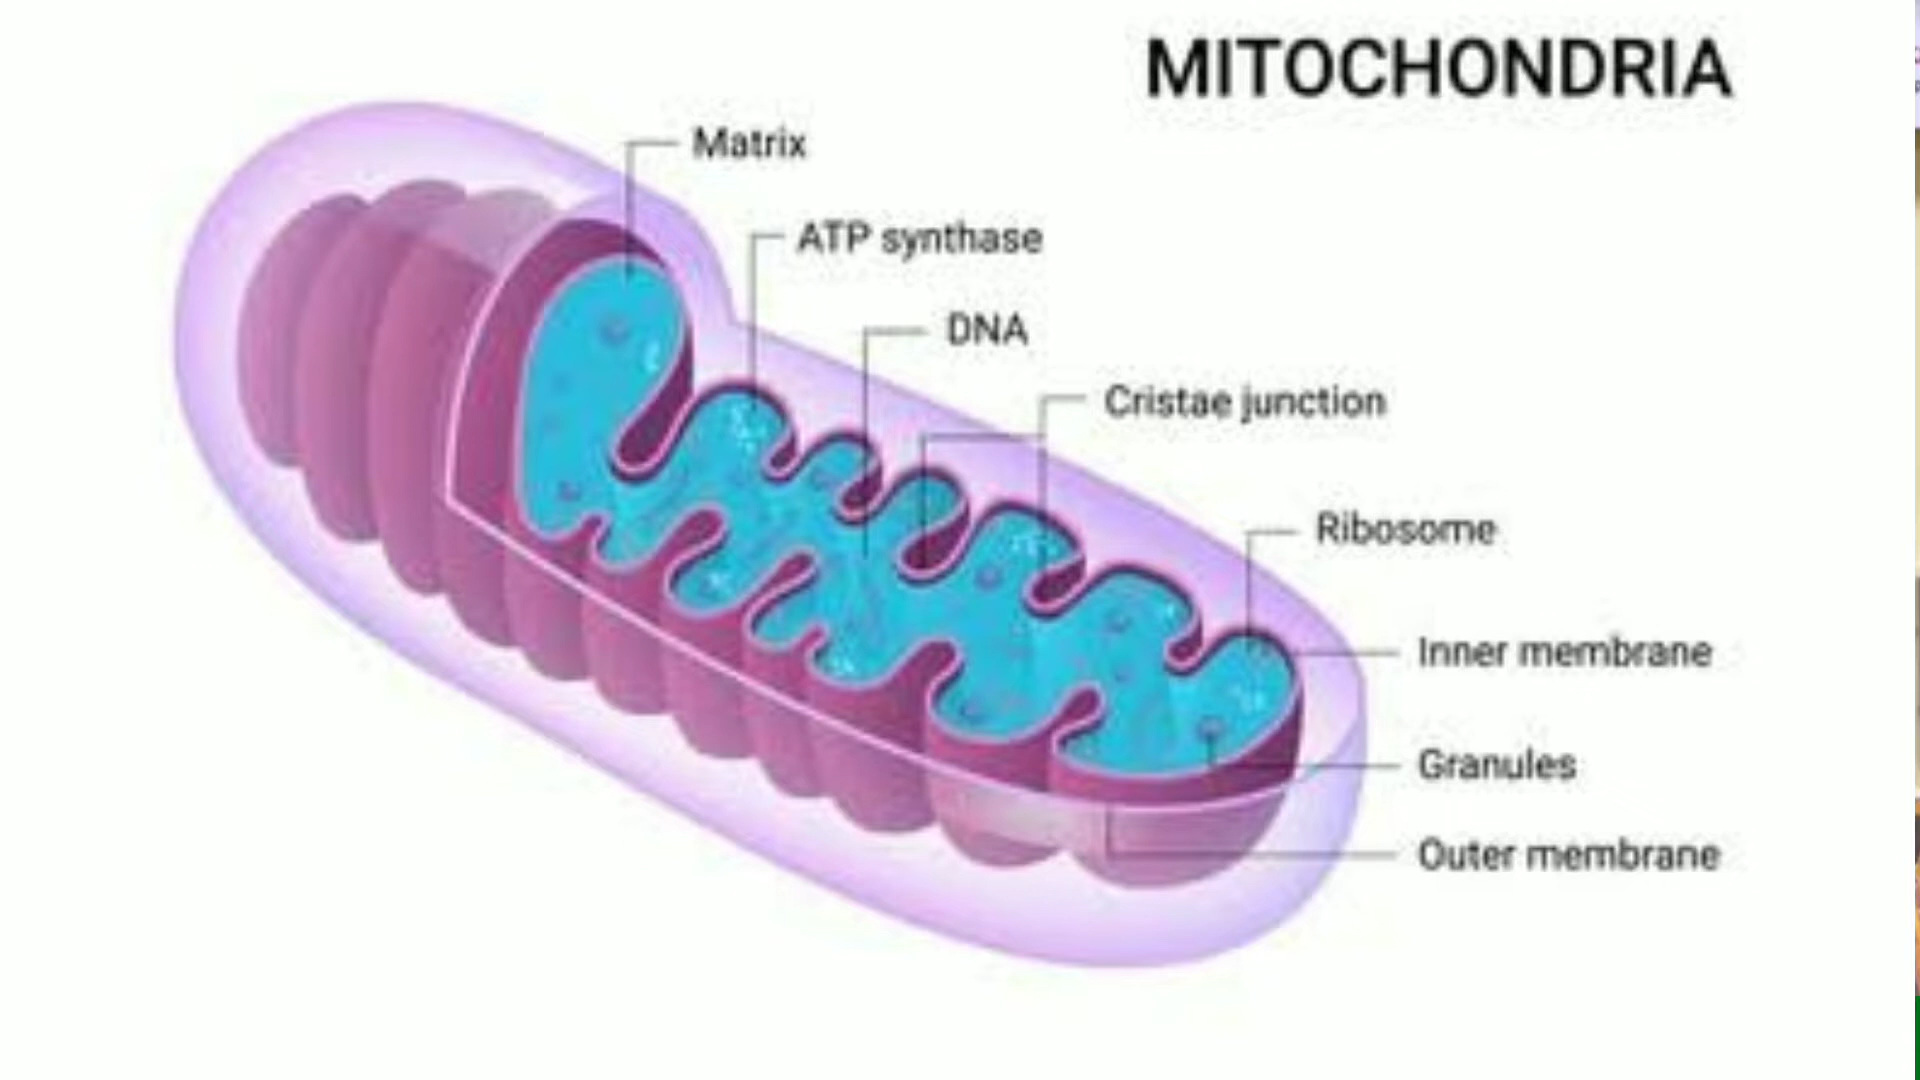 MITOCHONDRIA
Matrix
ATP synthase
DNA
Cristae junction
Ribosome
Inner membrane
Granules
Outer membrane